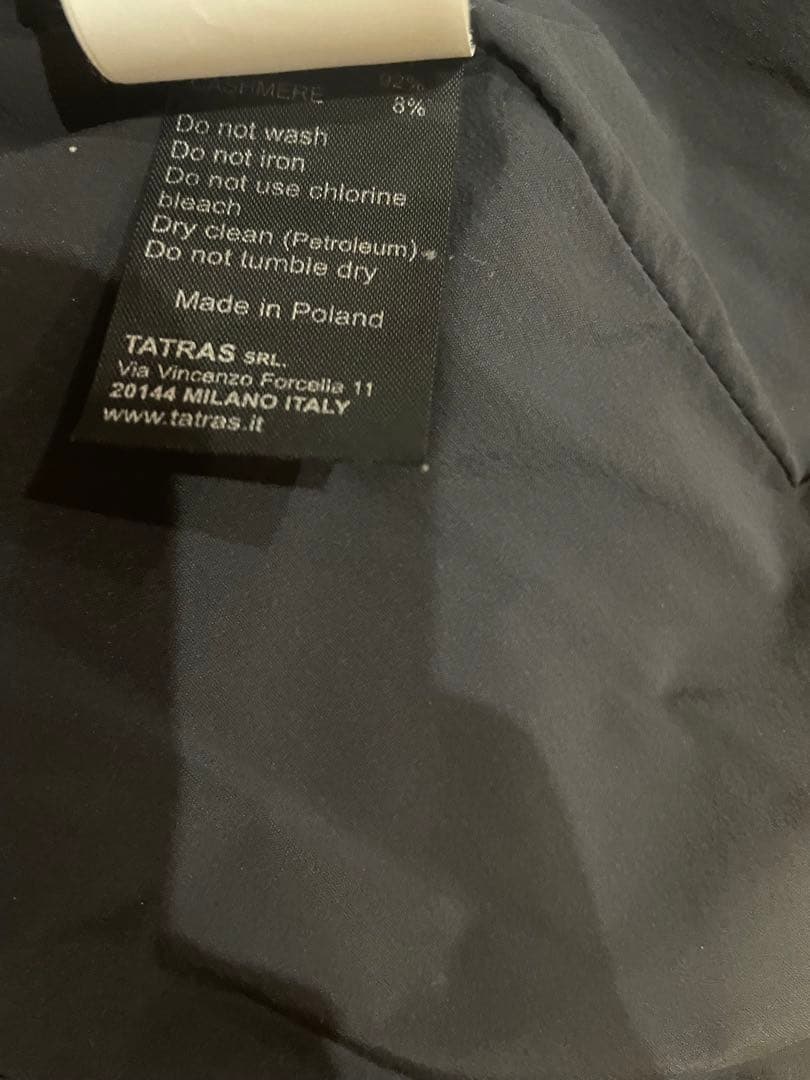 CASHMERE 92%
8%
Do not wash
Do not iron
Do not use chlorine
bleach
Dry clean (Petroleum)
Do not tumble dry
Made in Poland
TATRAS SRL.
Via Vincenzo Forcella 11
20144 MILANO ITALY
www.tatras.it